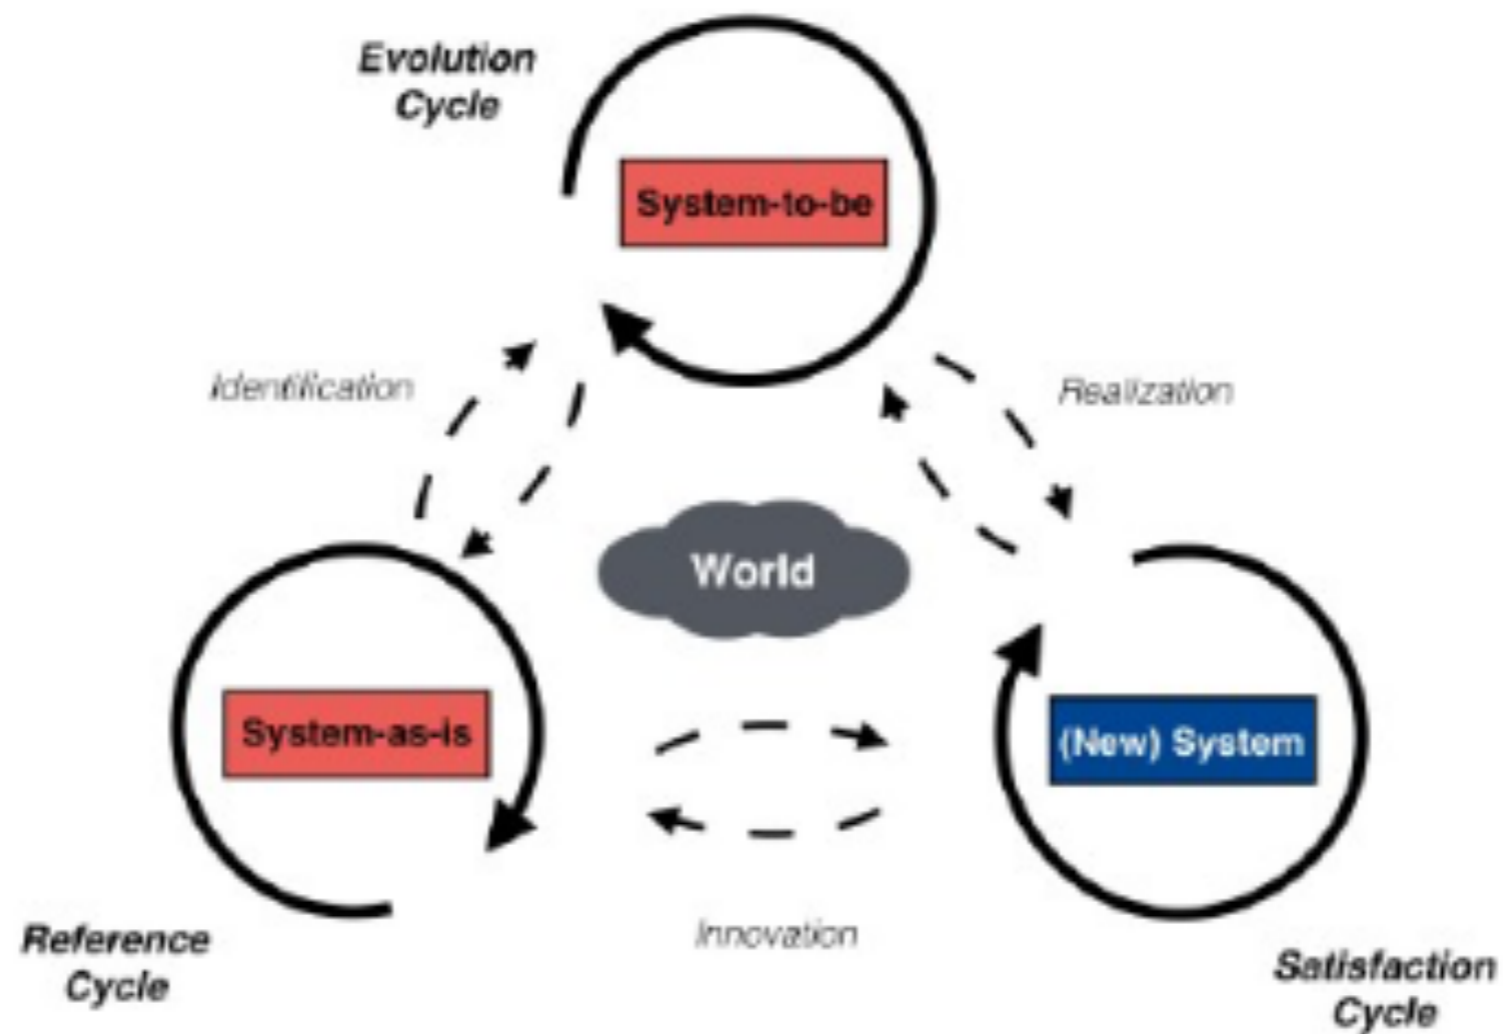 Evolution
Cycle
System-to-be
Identification
Realization
World
System-as-is
(New) System
Innovation
Reference
Cycle
Satisfaction
Cycle